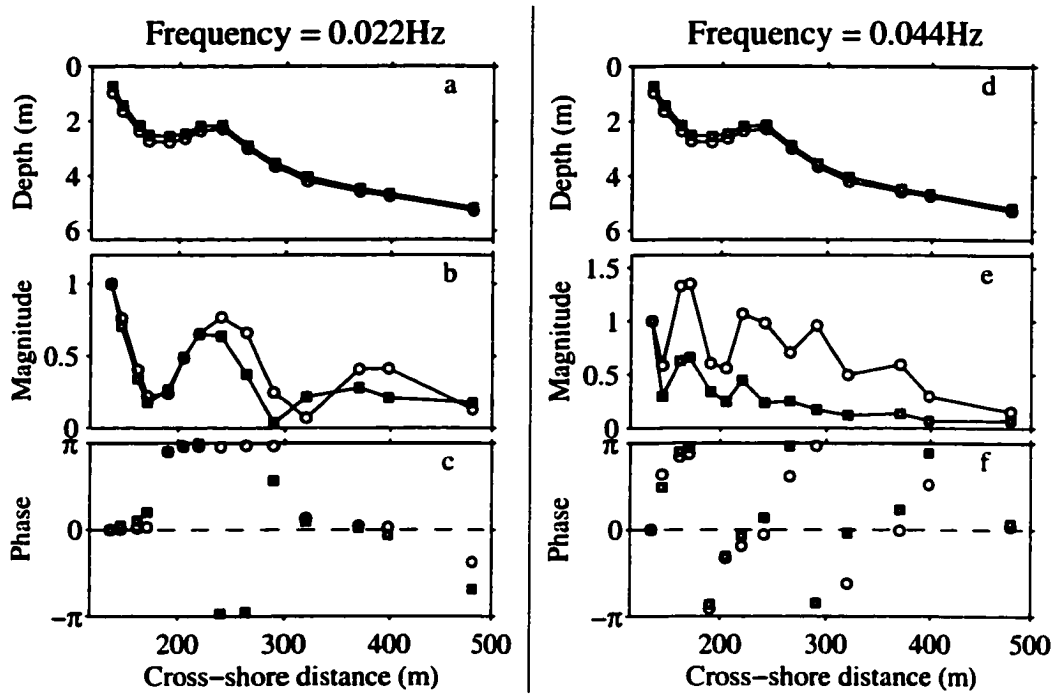 Frequency = 0.022Hz
Frequency = 0.044Hz
a
0
2
4
6
Depth (m)
b
1
0.5
0
Magnitude
c
π
0
−π
Phase
200
300
400
500
Cross−shore distance (m)
d
0
2
4
6
Depth (m)
e
1.5
1
0.5
0
Magnitude
f
π
0
−π
Phase
200
300
400
500
Cross−shore distance (m)